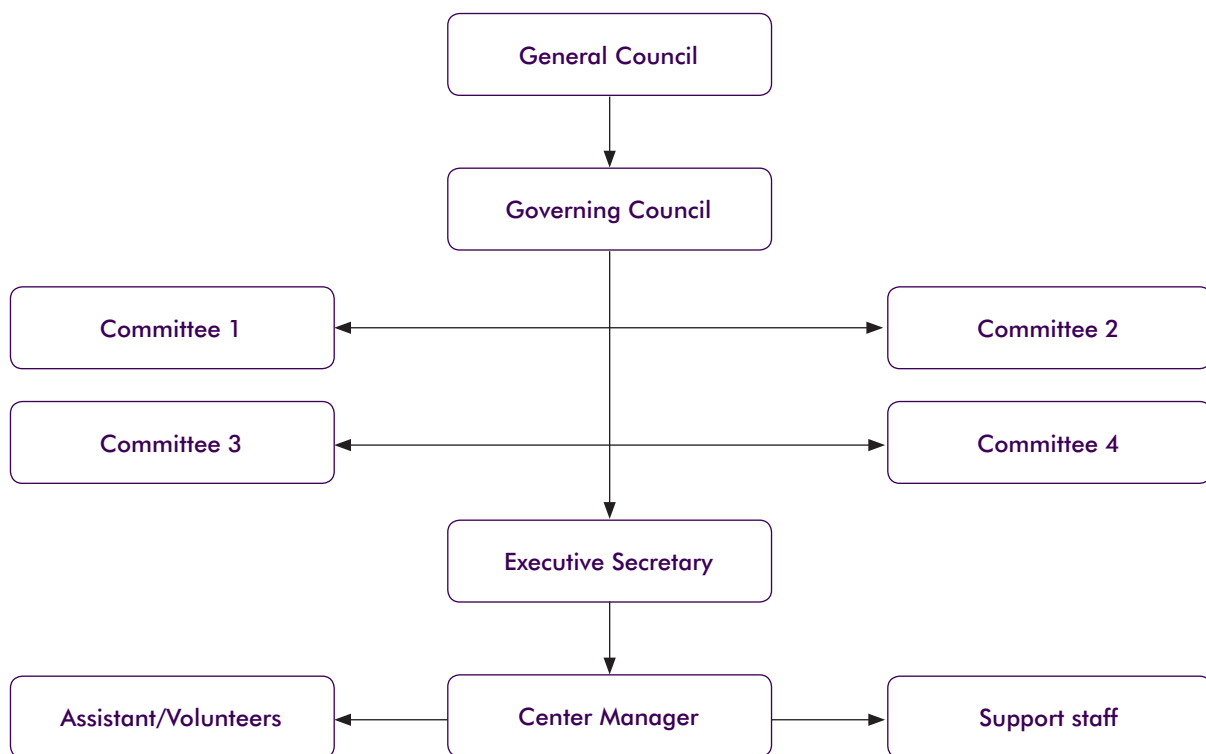 General Council
Governing Council
Committee 1
Committee 2
Committee 3
Committee 4
Executive Secretary
Assistant/Volunteers
Center Manager
Support staff